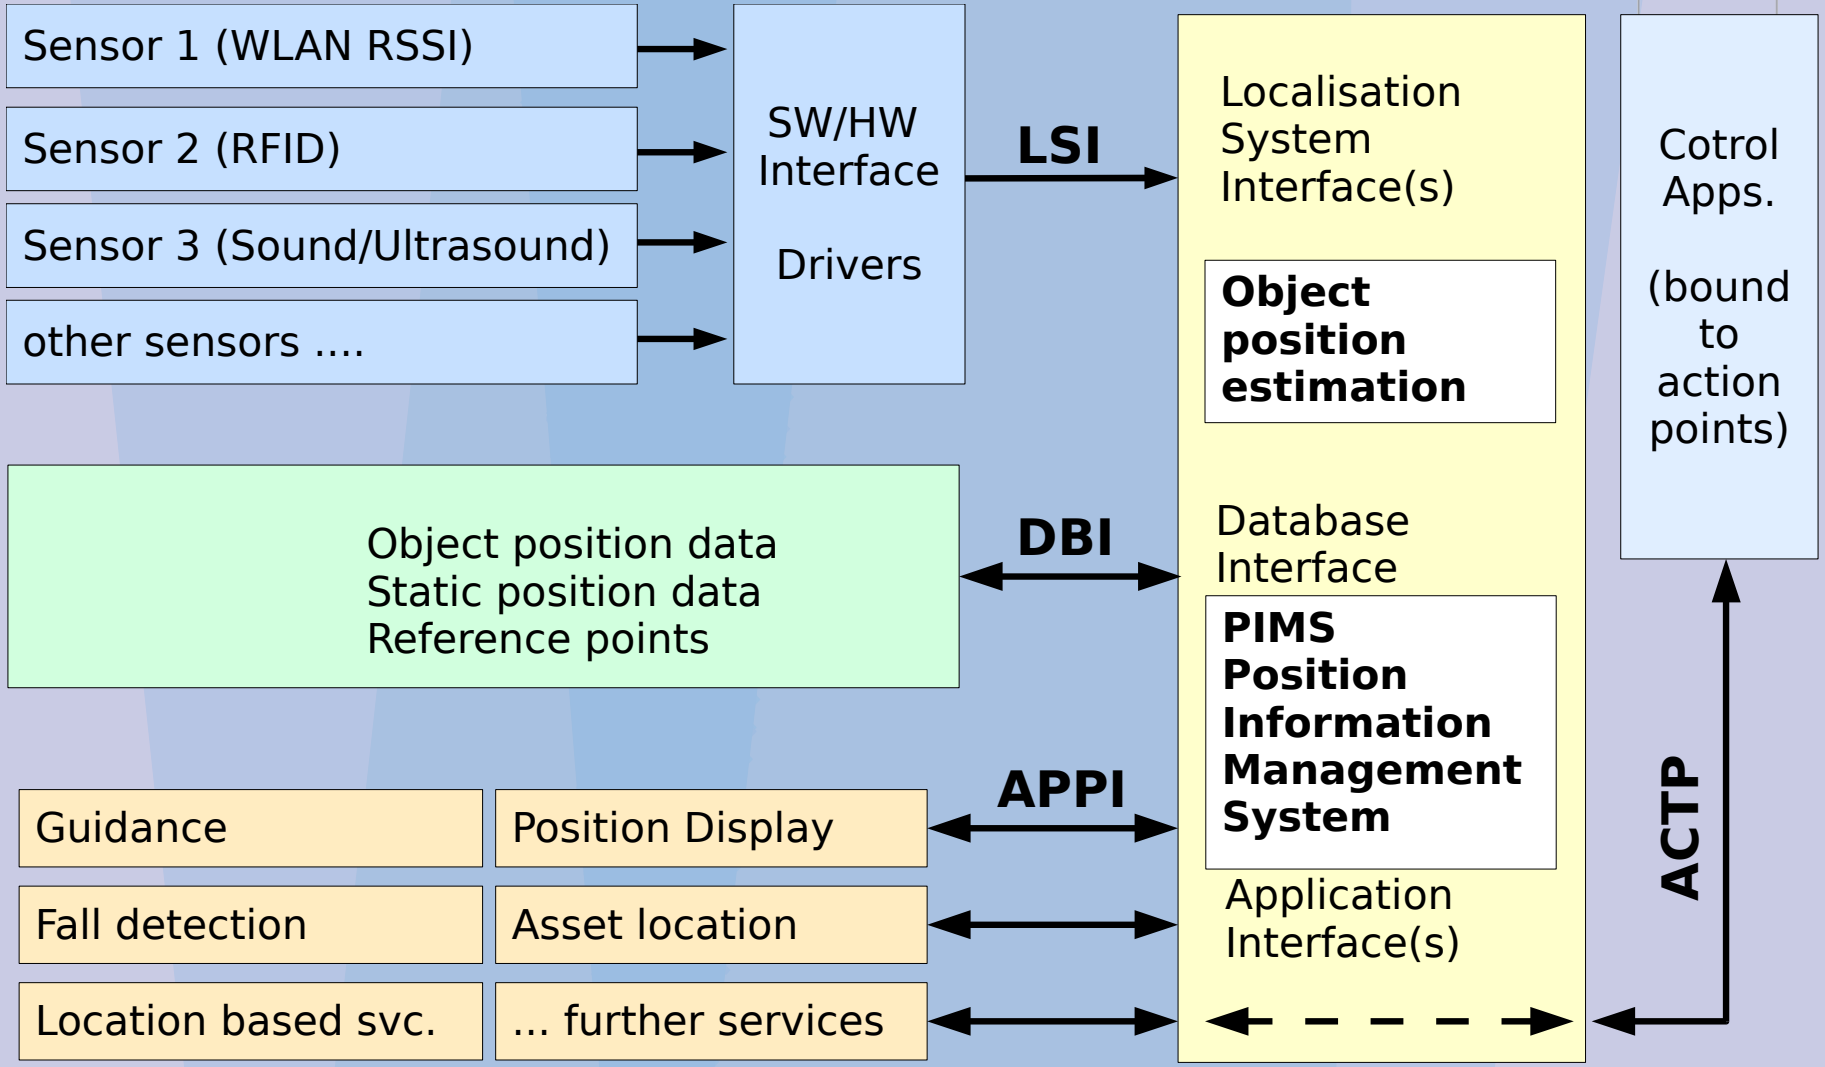 Sensor 1 (WLAN RSSI)
Sensor 2 (RFID)
Sensor 3 (Sound/Ultrasound)
other sensors ....
SW/HW
Interface
Drivers
LSI
Localisation
System
Interface(s)
Object
position
estimation
Cotrol
Apps.
(bound
to
action
points)
Object position data
Static position data
Reference points
DBI
Database
Interface
PIMS
Position
Information
Management
System
APPI
Guidance
Position Display
Fall detection
Asset location
Location based svc.
... further services
Application
Interface(s)
ACTP